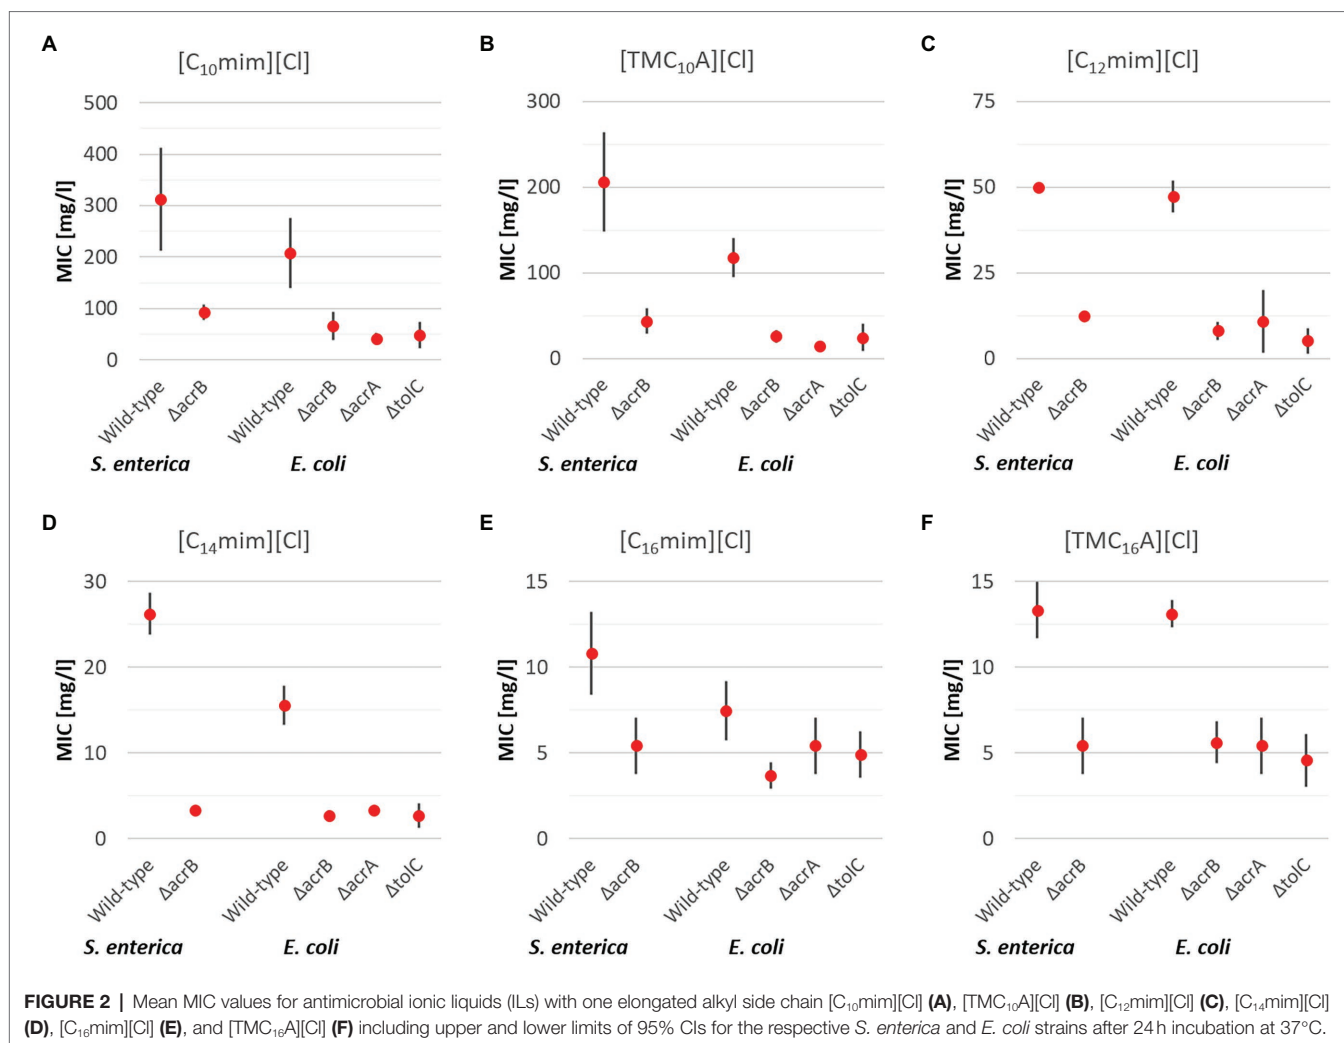 A
[C₁₀mim][Cl]
MIC [mg/l]
500
400
300
200
100
0
Wild-type
ΔacrB
Wild-type
ΔacrB
ΔacrA
ΔtolC
S. enterica
E. coli
B
[TMC₁₀A][Cl]
MIC [mg/l]
300
200
100
0
Wild-type
ΔacrB
Wild-type
ΔacrB
ΔacrA
ΔtolC
S. enterica
E. coli
C
[C₁₂mim][Cl]
MIC [mg/l]
75
50
25
0
Wild-type
ΔacrB
Wild-type
ΔacrB
ΔacrA
ΔtolC
S. enterica
E. coli
D
[C₁₄mim][Cl]
MIC [mg/l]
30
20
10
0
Wild-type
ΔacrB
Wild-type
ΔacrB
ΔacrA
ΔtolC
S. enterica
E. coli
E
[C₁₆mim][Cl]
MIC [mg/l]
15
10
5
0
Wild-type
ΔacrB
Wild-type
ΔacrB
ΔacrA
ΔtolC
S. enterica
E. coli
F
[TMC₁₆A][Cl]
MIC [mg/l]
15
10
5
0
Wild-type
ΔacrB
Wild-type
ΔacrB
ΔacrA
ΔtolC
S. enterica
E. coli
FIGURE 2 | Mean MIC values for antimicrobial ionic liquids (ILs) with one elongated alkyl side chain [C₁₀mim][Cl] (A), [TMC₁₀A][Cl] (B), [C₁₂mim][Cl] (C), [C₁₄mim][Cl]
(D), [C₁₆mim][Cl] (E), and [TMC₁₆A][Cl] (F) including upper and lower limits of 95% CIs for the respective S. enterica and E. coli strains after 24 h incubation at 37°C.